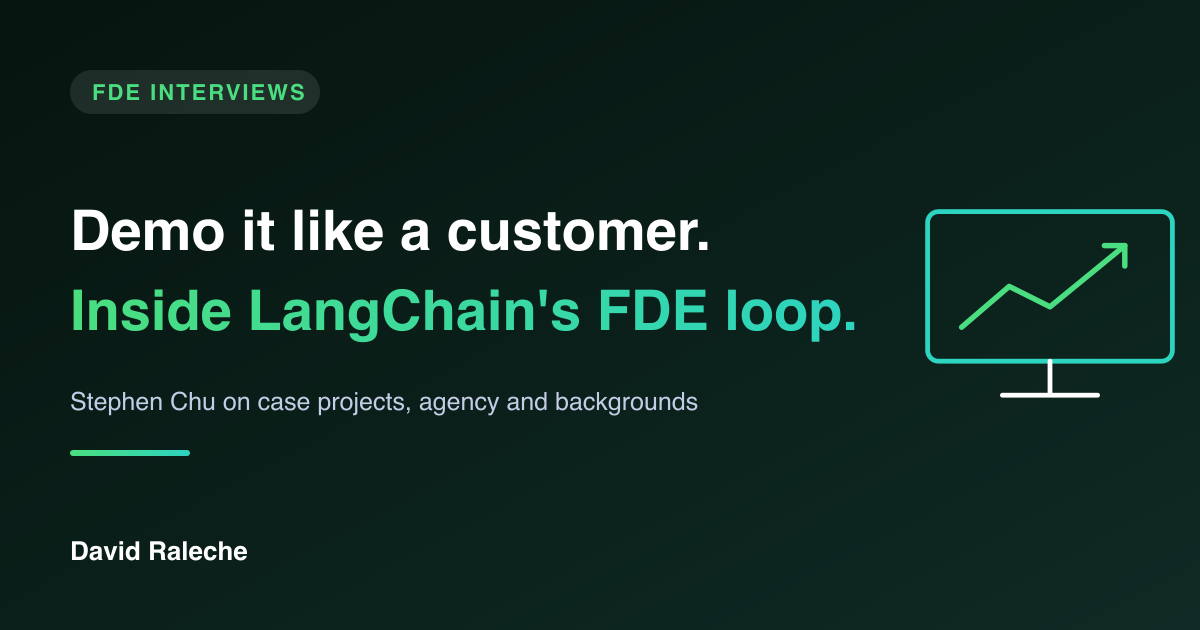 FDE INTERVIEWS
Demo it like a customer.
Inside LangChain's FDE loop.
Stephen Chu on case projects, agency and backgrounds
David Raleche